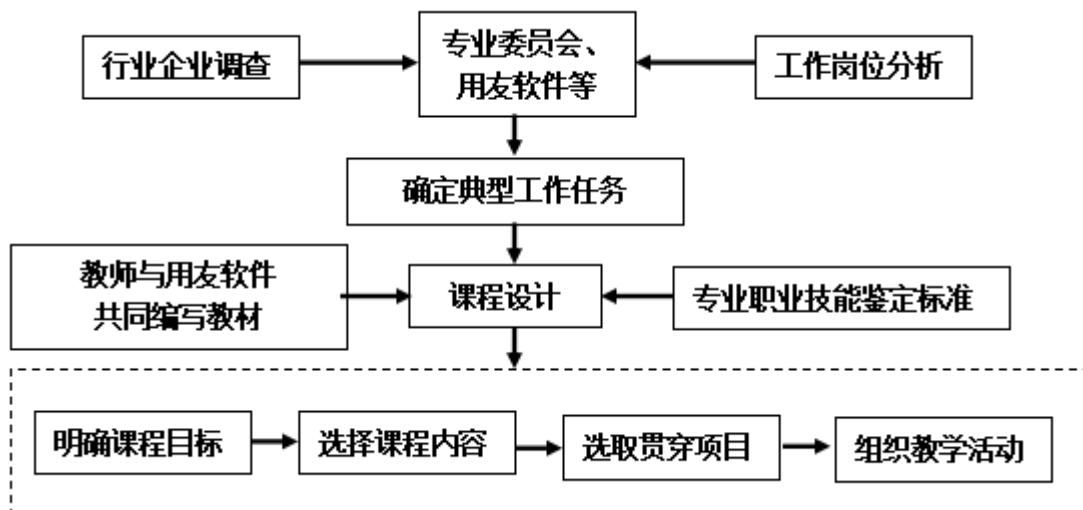 行业企业调查
专业委员会、
用友软件等
工作岗位分析
确定典型工作任务
教师与用友软件
共同编写教材
课程设计
专业职业技能鉴定标准
明确课程目标
选择课程内容
选取贯穿项目
组织教学活动